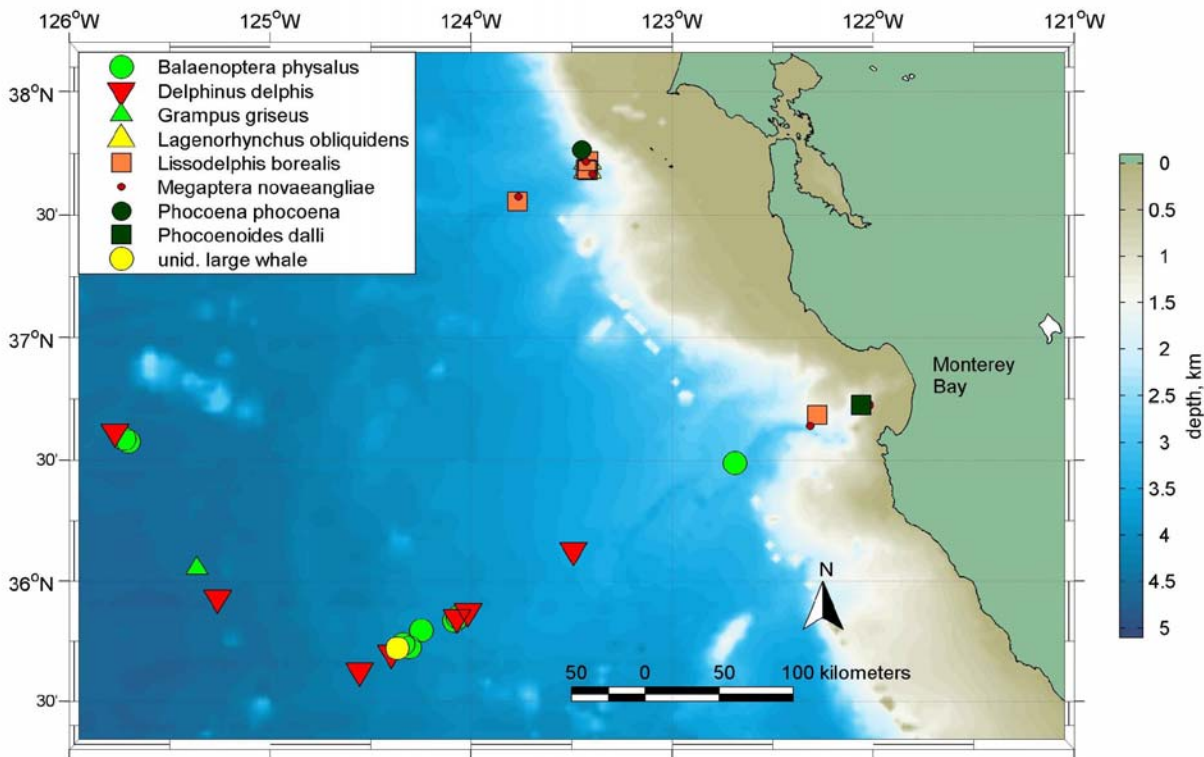 126°W 125°W 124°W 123°W 122°W 121°W
Balaenoptera physalus
Delphinus delphis
Grampus griseus
Lagenorhynchus obliquidens
Lissodelphis borealis
Megaptera novaeangliae
Phocoena phocoena
Phocoenoides dalli
unid. large whale
38°N
30'
37°N
30'
36°N
30'
Monterey
Bay
N
50 0 50 100 kilometers
0
0.5
1
1.5
2
2.5
3
3.5
4
4.5
5
depth, km